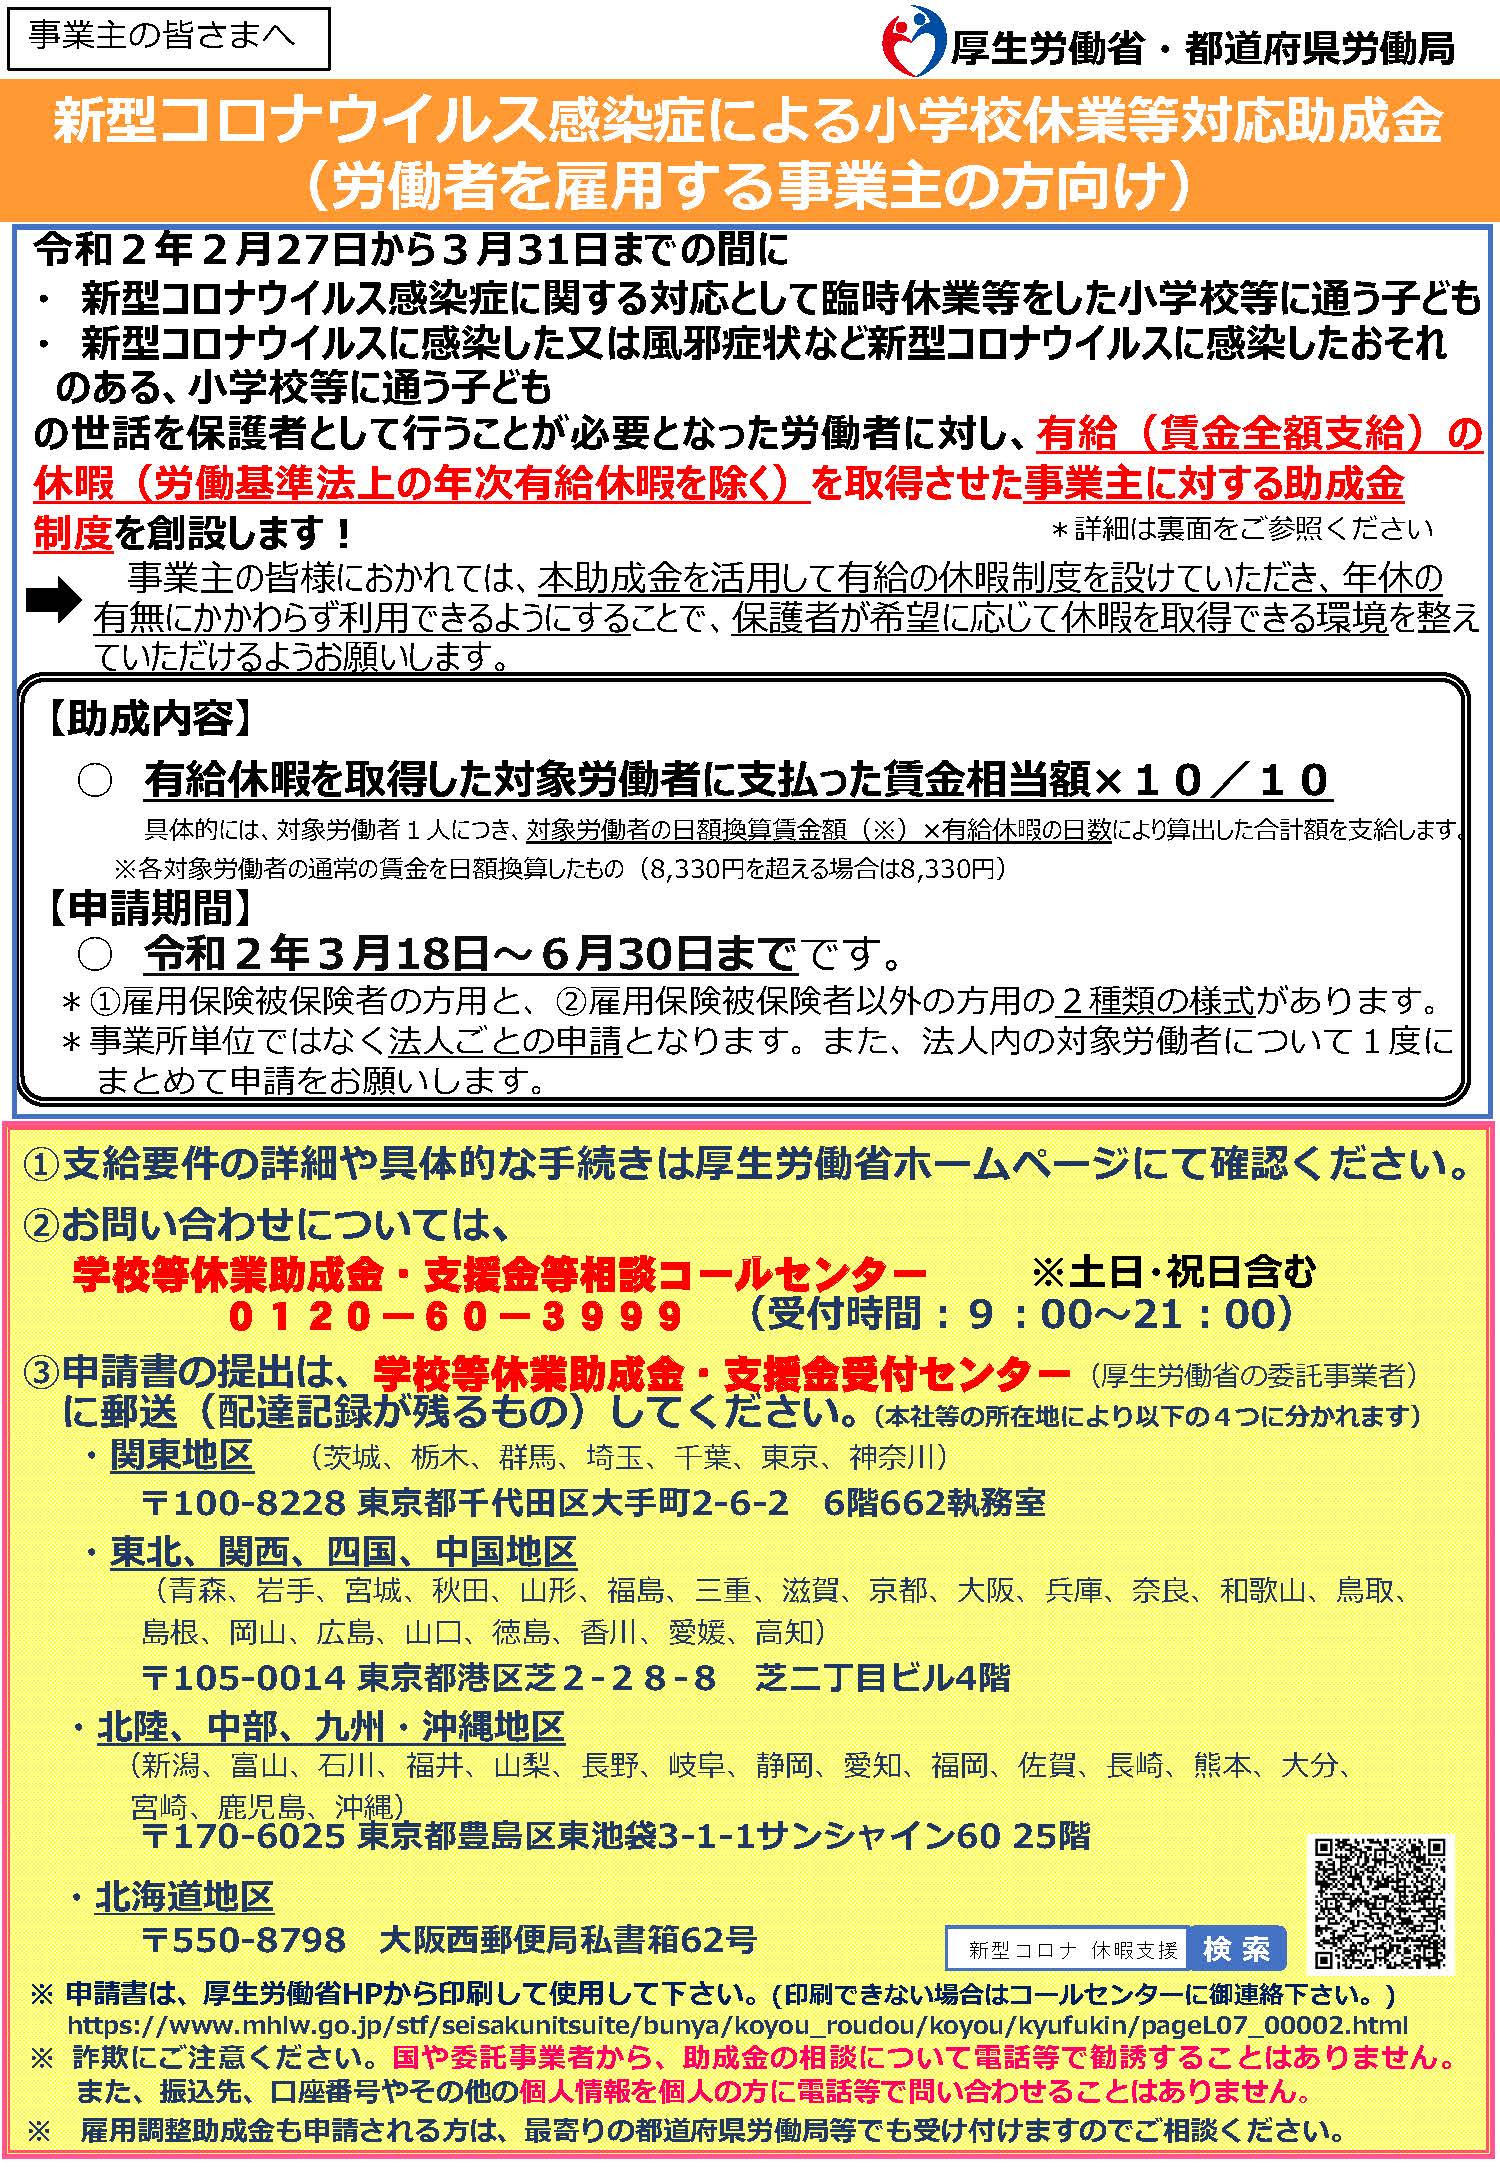 事業主の皆さまへ
厚生労働省・都道府県労働局
新型コロナウイルス感染症による小学校休業等対応助成金
（労働者を雇用する事業主の方向け）
令和２年２月27日から３月31日までの間に
・ 新型コロナウイルス感染症に関する対応として臨時休業等をした小学校等に通う子ども
・ 新型コロナウイルスに感染した又は風邪症状など新型コロナウイルスに感染したおそれ
のある、小学校等に通う子ども
の世話を保護者として行うことが必要となった労働者に対し、有給（賃金全額支給）の
休暇（労働基準法上の年次有給休暇を除く）を取得させた事業主に対する助成金
制度を創設します！
＊詳細は裏面をご参照ください
事業主の皆様におかれては、本助成金を活用して有給の休暇制度を設けていただき、年休の
有無にかかわらず利用できるようにすることで、保護者が希望に応じて休暇を取得できる環境を整え
ていただけるようお願いします。
【助成内容】
○ 有給休暇を取得した対象労働者に支払った賃金相当額×１０／１０
具体的には、対象労働者１人につき、対象労働者の日額換算賃金額（※）×有給休暇の日数により算出した合計額を支給します。
※各対象労働者の通常の賃金を日額換算したもの（8,330円を超える場合は8,330円）
【申請期間】
○ 令和２年３月18日～６月30日までです。
＊①雇用保険被保険者の方用と、②雇用保険被保険者以外の方用の２種類の様式があります。
＊事業所単位ではなく法人ごとの申請となります。また、法人内の対象労働者について１度に
まとめて申請をお願いします。
①支給要件の詳細や具体的な手続きは厚生労働省ホームページにて確認ください。
②お問い合わせについては、
学校等休業助成金・支援金等相談コールセンター ※土日・祝日含む
０１２０－６０－３９９９ （受付時間：９：00～21：00）
③申請書の提出は、学校等休業助成金・支援金受付センター（厚生労働省の委託事業者）
に郵送（配達記録が残るもの）してください。（本社等の所在地により以下の４つに分かれます）
・関東地区 （茨城、栃木、群馬、埼玉、千葉、東京、神奈川）
〒100-8228 東京都千代田区大手町2-6-2 6階662執務室
・東北、関西、四国、中国地区
（青森、岩手、宮城、秋田、山形、福島、三重、滋賀、京都、大阪、兵庫、奈良、和歌山、鳥取、
島根、岡山、広島、山口、徳島、香川、愛媛、高知）
〒105-0014 東京都港区芝２-２８-８ 芝二丁目ビル4階
・北陸、中部、九州・沖縄地区
（新潟、富山、石川、福井、山梨、長野、岐阜、静岡、愛知、福岡、佐賀、長崎、熊本、大分、
宮崎、鹿児島、沖縄）
〒170-6025 東京都豊島区東池袋3-1-1サンシャイン60 25階
・北海道地区
〒550-8798 大阪西郵便局私書箱62号
新型コロナ 休暇支援 検 索
※ 申請書は、厚生労働省HPから印刷して使用して下さい。(印刷できない場合はコールセンターに御連絡下さい。)
https://www.mhlw.go.jp/stf/seisakunitsuite/bunya/koyou_roudou/koyou/kyufukin/pageL07_00002.html
※ 詐欺にご注意ください。国や委託事業者から、助成金の相談について電話等で勧誘することはありません。
また、振込先、口座番号やその他の個人情報を個人の方に電話等で問い合わせることはありません。
※ 雇用調整助成金も申請される方は、最寄りの都道府県労働局等でも受け付けますのでご相談ください。